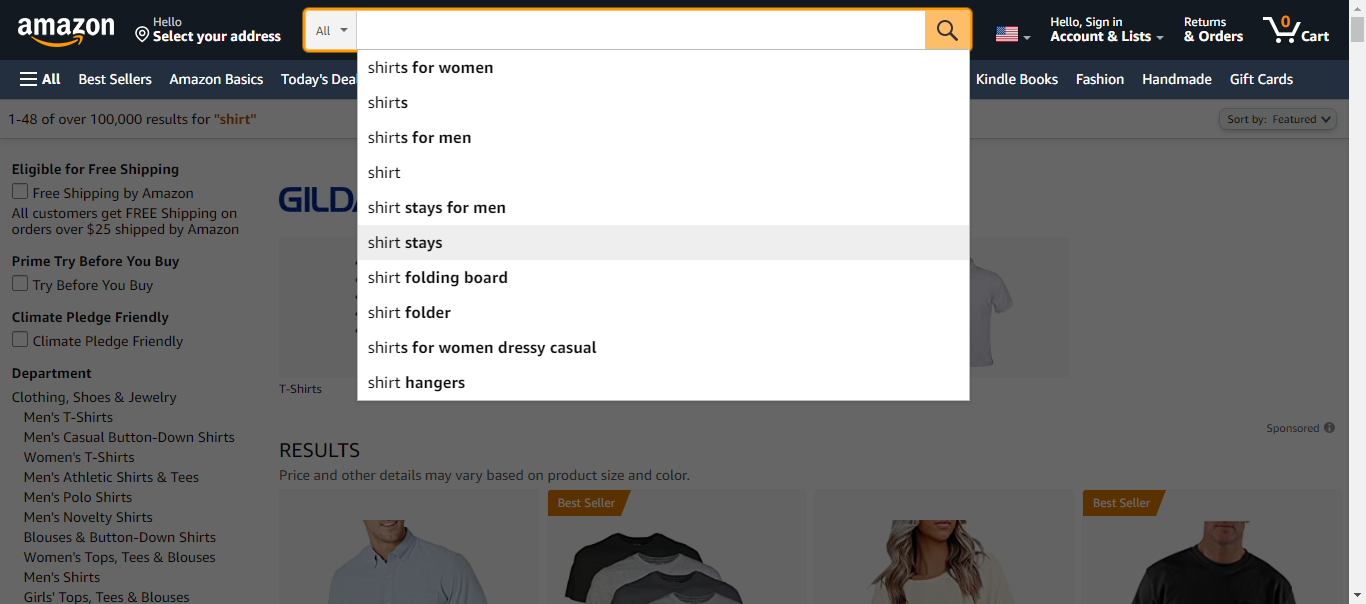 amazon
Hello
Select your address
All
Hello, Sign in
Account & Lists
Returns
& Orders
0
Cart
All
Best Sellers
Amazon Basics
Today's Dea
Kindle Books
Fashion
Handmade
Gift Cards
shirts for women
shirts
shirts for men
shirt
shirt stays for men
shirt stays
shirt folding board
shirt folder
shirts for women dressy casual
shirt hangers
1-48 of over 100,000 results for "shirt"
Sort by: Featured
Eligible for Free Shipping
Free Shipping by Amazon
All customers get FREE Shipping on
orders over $25 shipped by Amazon
Prime Try Before You Buy
Try Before You Buy
Climate Pledge Friendly
Climate Pledge Friendly
Department
Clothing, Shoes & Jewelry
Men's T-Shirts
Men's Casual Button-Down Shirts
Women's T-Shirts
Men's Athletic Shirts & Tees
Men's Polo Shirts
Men's Novelty Shirts
Blouses & Button-Down Shirts
Women's Tops, Tees & Blouses
Men's Shirts
Girls' Tops, Tees & Blouses
GILDA
T-Shirts
Sponsored
RESULTS
Price and other details may vary based on product size and color.
Best Seller
Best Seller